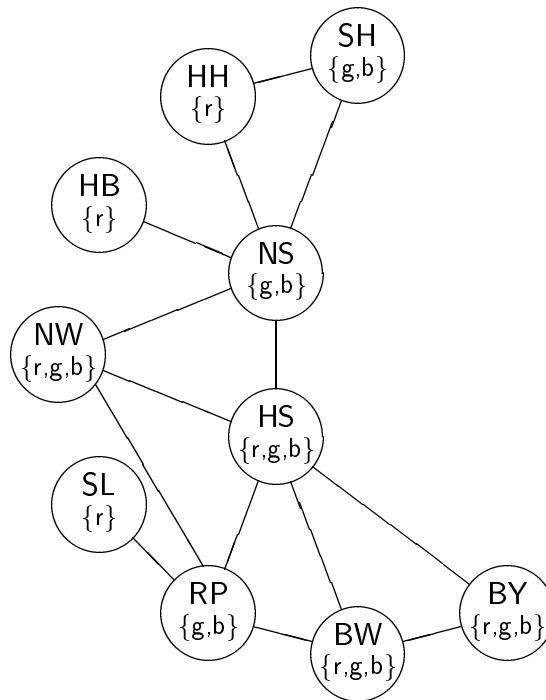 SH
{g,b}
HH
{r}
HB
{r}
NS
{g,b}
NW
{r,g,b}
HS
{r,g,b}
SL
{r}
RP
{g,b}
BW
{r,g,b}
BY
{r,g,b}